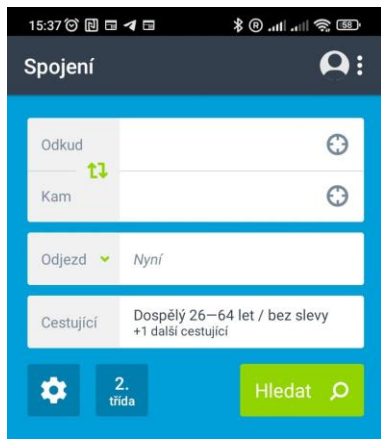 15:37 58
Spojení
Odkud
Kam
Odjezd Nyní
Cestující Dospělý 26—64 let / bez slevy
+1 další cestující
2.
třída
Hledat